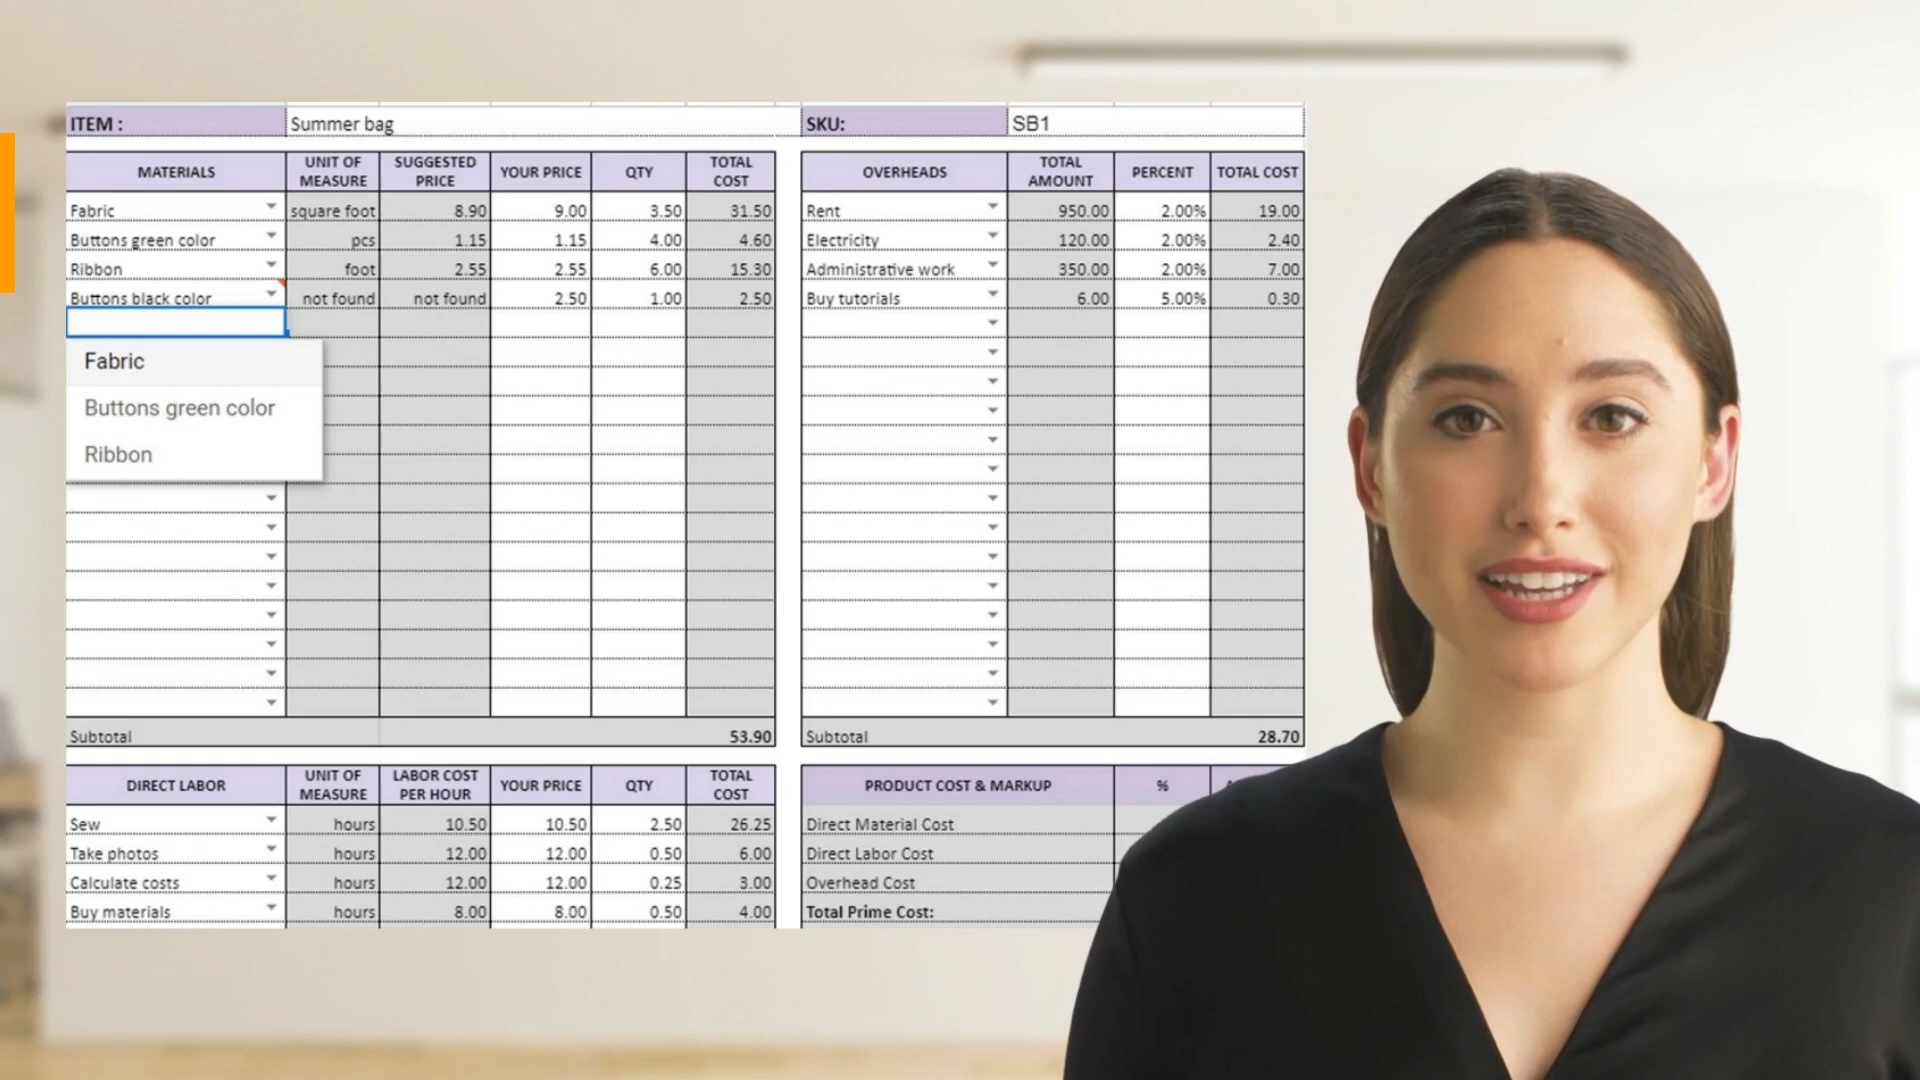 ITEM : Summer bag SKU: SB1
MATERIALS UNIT OF MEASURE SUGGESTED PRICE YOUR PRICE QTY TOTAL COST OVERHEADS TOTAL AMOUNT PERCENT TOTAL COST
Fabric square foot 8.90 9.00 3.50 31.50 Rent 950.00 2.00% 19.00
Buttons green color pcs 1.15 1.15 4.00 4.60 Electricity 120.00 2.00% 2.40
Ribbon foot 2.55 2.55 6.00 15.30 Administrative work 350.00 2.00% 7.00
Buttons black color not found not found 2.50 1.00 2.50 Buy tutorials 6.00 5.00% 0.30
Fabric
Buttons green color
Ribbon
Subtotal 53.90 Subtotal 28.70
DIRECT LABOR UNIT OF MEASURE LABOR COST PER HOUR YOUR PRICE QTY TOTAL COST PRODUCT COST & MARKUP %
Sew hours 10.50 10.50 2.50 26.25 Direct Material Cost
Take photos hours 12.00 12.00 0.50 6.00 Direct Labor Cost
Calculate costs hours 12.00 12.00 0.25 3.00 Overhead Cost
Buy materials hours 8.00 8.00 0.50 4.00 Total Prime Cost: